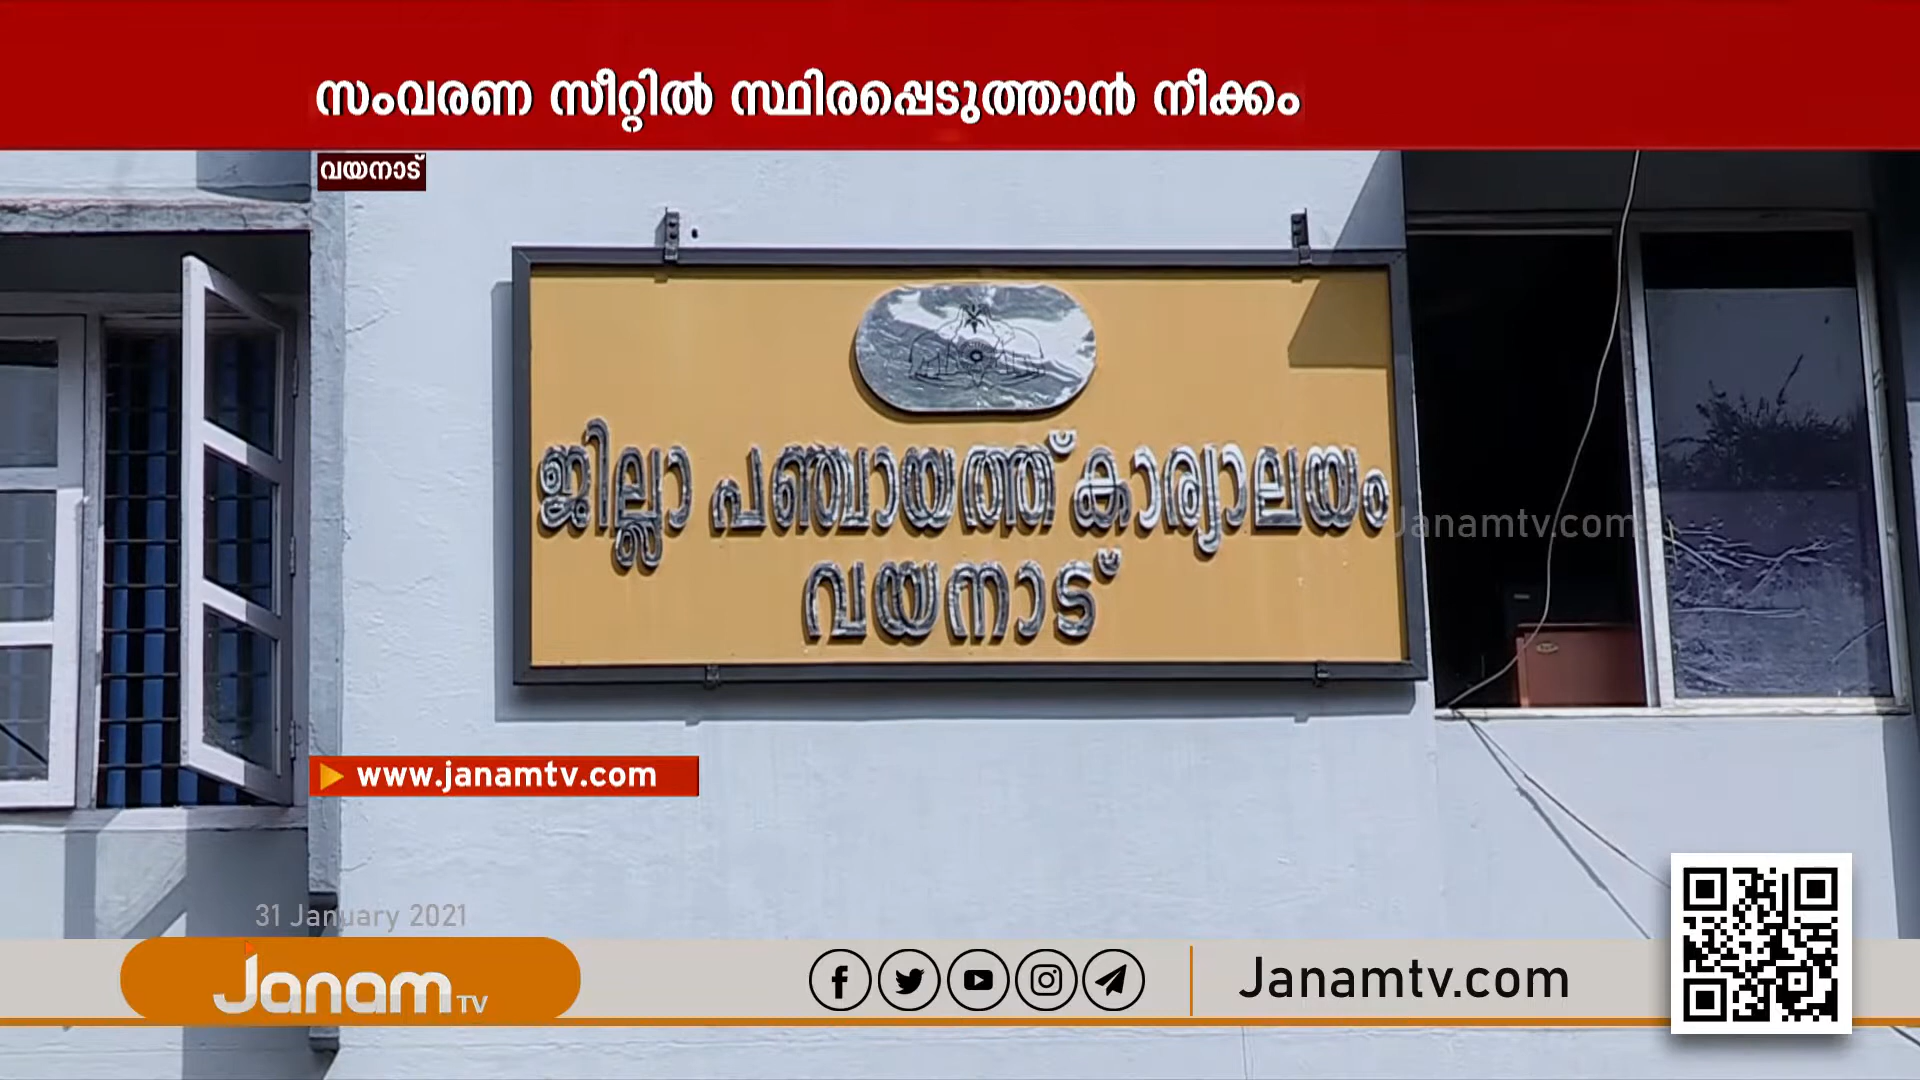 സംവരണ സീറ്റിൽ സ്ഥിരപ്പെടുത്താൻ നീക്കം
വയനാട്
ജില്ലാ പഞ്ചായത്ത് കാര്യാലയം
വയനാട്
Janamtv.com
www.janamtv.com
31 January 2021
Janam TV
Janamtv.com